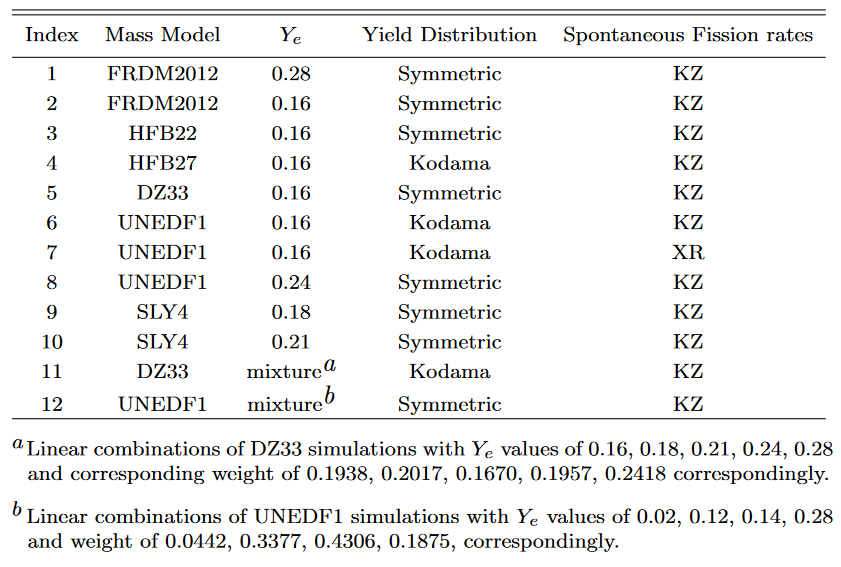 Index Mass Model Ye Yield Distribution Spontaneous Fission rates
1 FRDM2012 0.28 Symmetric KZ
2 FRDM2012 0.16 Symmetric KZ
3 HFB22 0.16 Symmetric KZ
4 HFB27 0.16 Kodama KZ
5 DZ33 0.16 Symmetric KZ
6 UNEDF1 0.16 Kodama KZ
7 UNEDF1 0.16 Kodama XR
8 UNEDF1 0.24 Symmetric KZ
9 SLY4 0.18 Symmetric KZ
10 SLY4 0.21 Symmetric KZ
11 DZ33 mixture a Kodama KZ
12 UNEDF1 mixture b Symmetric KZ
a Linear combinations of DZ33 simulations with Ye values of 0.16, 0.18, 0.21, 0.24, 0.28
and corresponding weight of 0.1938, 0.2017, 0.1670, 0.1957, 0.2418 correspondingly.
b Linear combinations of UNEDF1 simulations with Ye values of 0.02, 0.12, 0.14, 0.28
and weight of 0.0442, 0.3377, 0.4306, 0.1875, correspondingly.